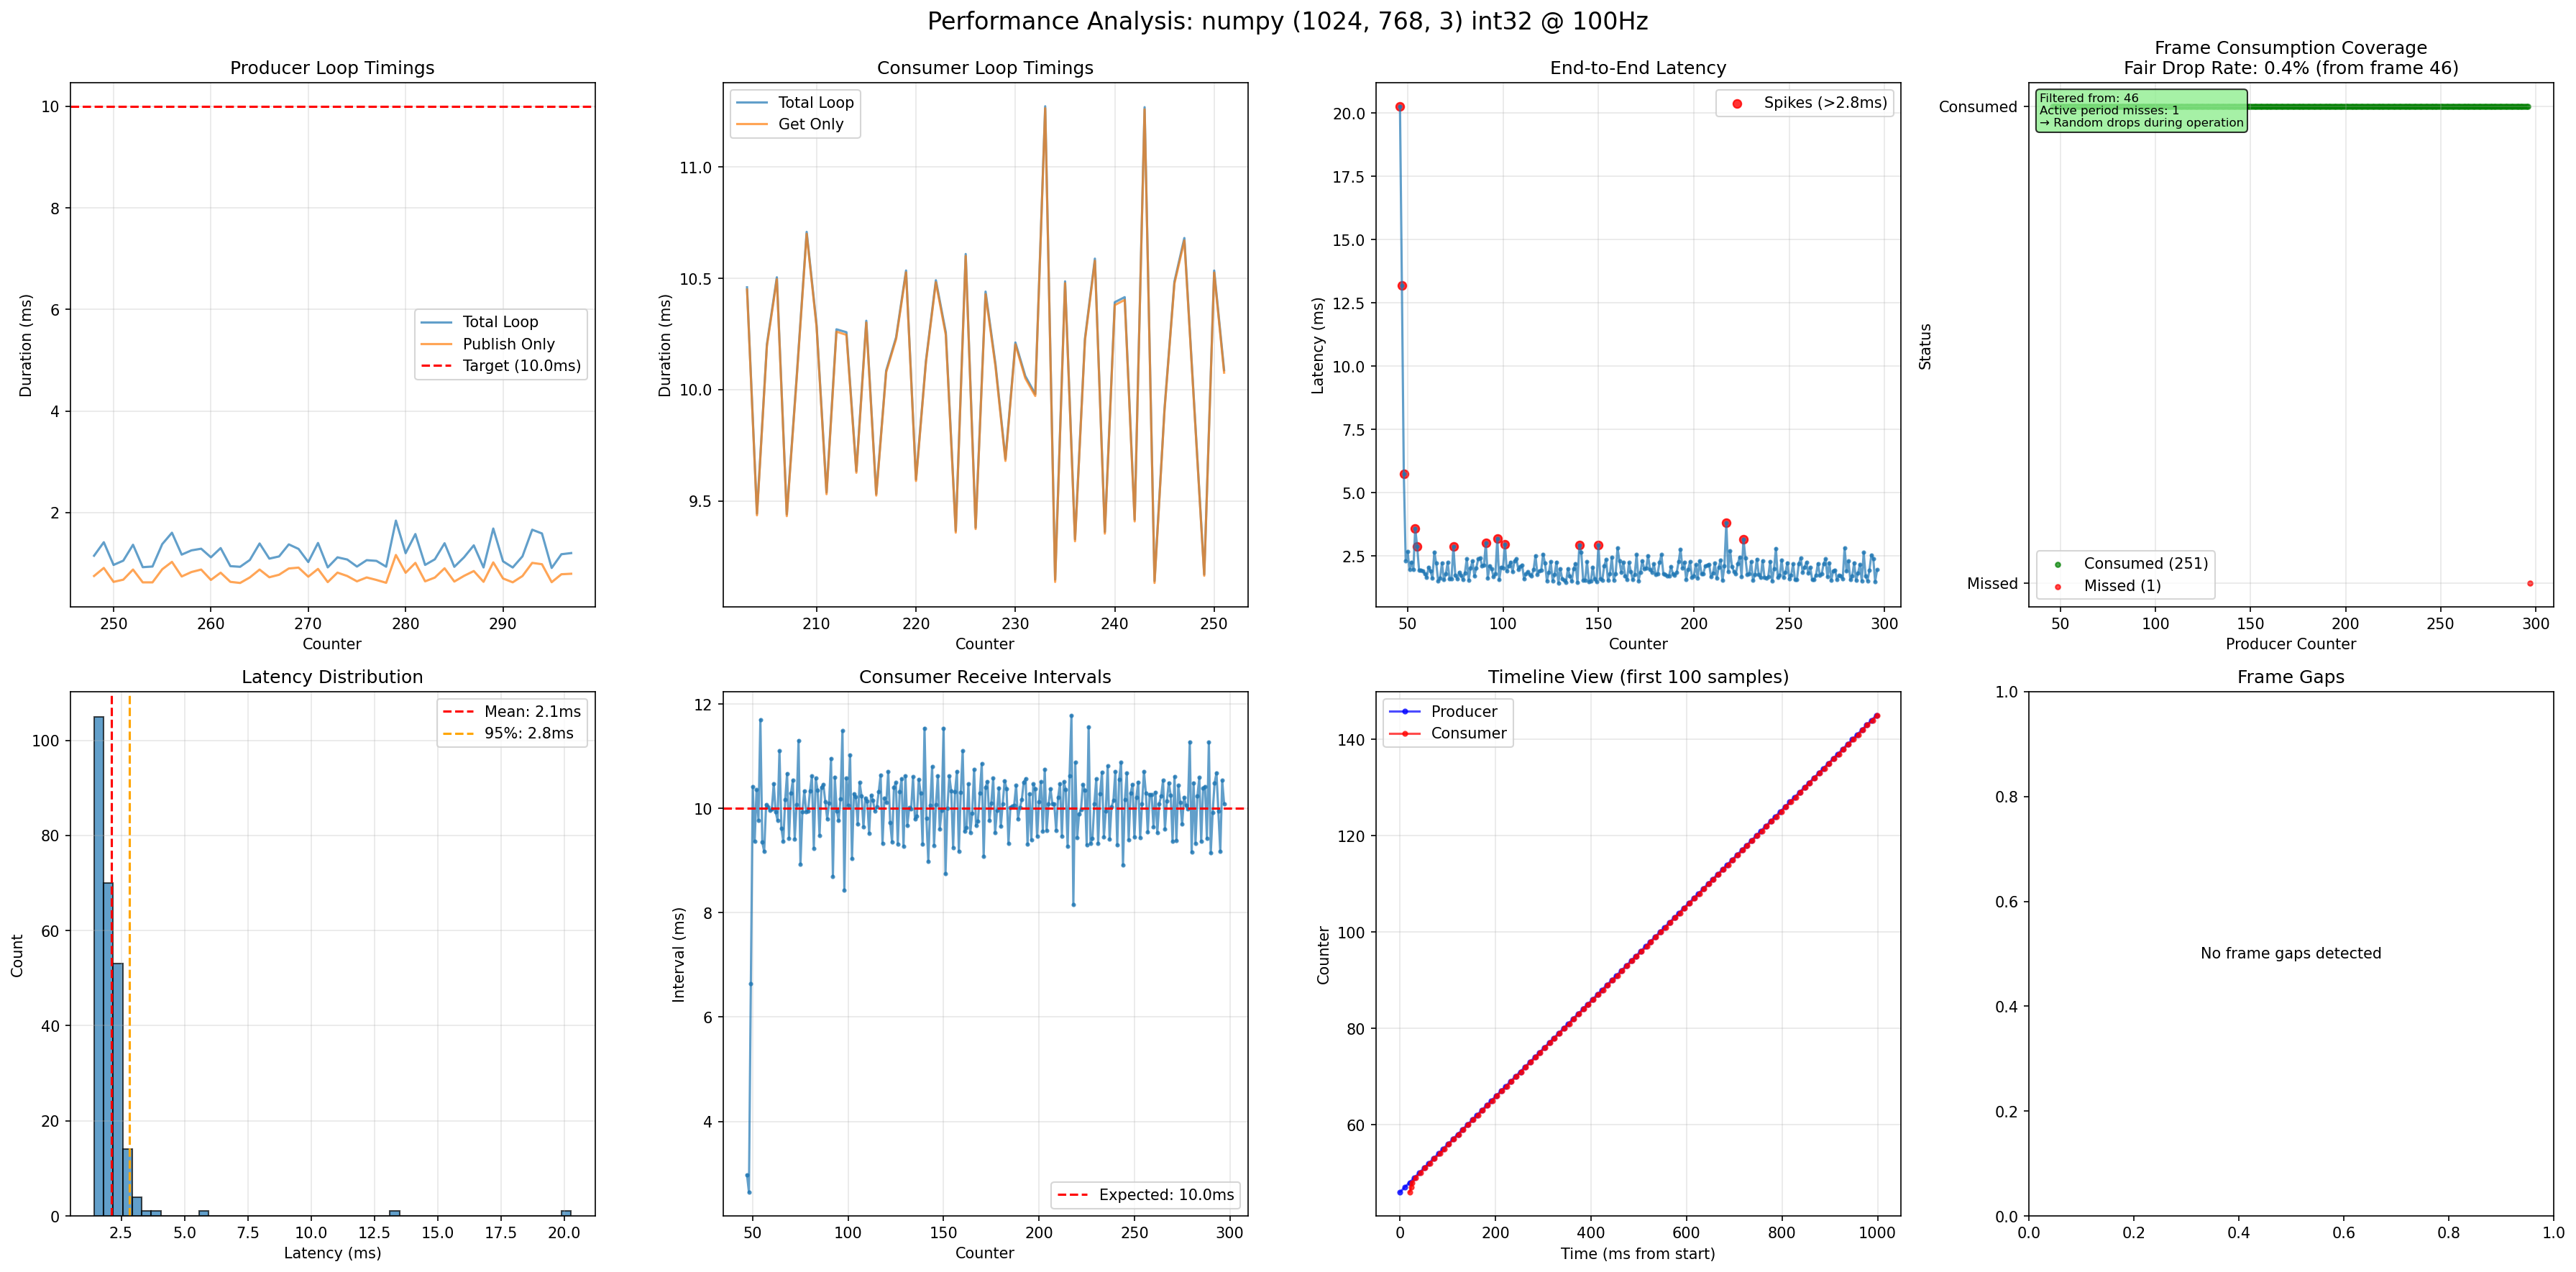 Performance Analysis: numpy (1024, 768, 3) int32 @ 100Hz
Producer Loop Timings
Duration (ms)
10
8
6
4
2
Total Loop
Publish Only
Target (10.0ms)
250
260
270
280
290
Counter
Consumer Loop Timings
Duration (ms)
Total Loop
Get Only
11.0
10.5
10.0
9.5
210
220
230
240
250
Counter
End-to-End Latency
Latency (ms)
Spikes (>2.8ms)
20.0
17.5
15.0
12.5
10.0
7.5
5.0
2.5
50
100
150
200
250
300
Counter
Frame Consumption Coverage
Fair Drop Rate: 0.4% (from frame 46)
Status
Consumed
Filtered from: 46
Active period misses: 1
→ Random drops during operation
Missed
Consumed (251)
Missed (1)
50
100
150
200
250
300
Producer Counter
Latency Distribution
Count
Mean: 2.1ms
95%: 2.8ms
100
80
60
40
20
0
2.5
5.0
7.5
10.0
12.5
15.0
17.5
20.0
Latency (ms)
Consumer Receive Intervals
Interval (ms)
12
10
8
6
4
Expected: 10.0ms
50
100
150
200
250
300
Counter
Timeline View (first 100 samples)
Counter
Producer
Consumer
140
120
100
80
60
0
200
400
600
800
1000
Time (ms from start)
Frame Gaps
1.0
0.8
0.6
No frame gaps detected
0.4
0.2
0.0
0.0
0.2
0.4
0.6
0.8
1.0